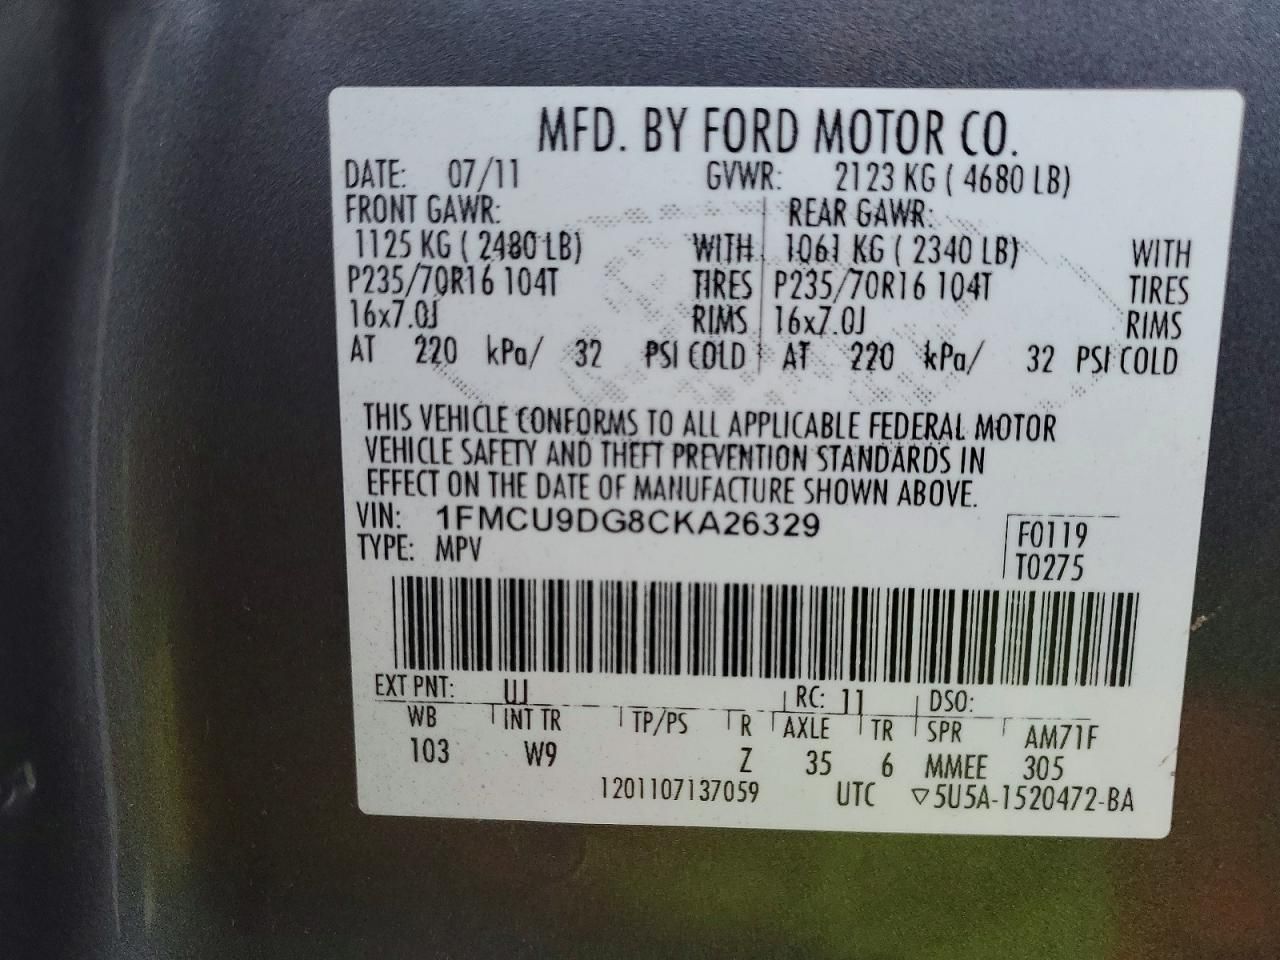 MFD. BY FORD MOTOR CO.
DATE: 07/11 GVWR: 2123 KG ( 4680 LB)
FRONT GAWR: REAR GAWR:
1125 KG ( 2480 LB) WITH 1061 KG ( 2340 LB) WITH
P235/70R16 104T TIRES P235/70R16 104T TIRES
16x7.0J RIMS 16x7.0J RIMS
AT 220 kPa/ 32 PSI COLD AT 220 kPa/ 32 PSI COLD
THIS VEHICLE CONFORMS TO ALL APPLICABLE FEDERAL MOTOR
VEHICLE SAFETY AND THEFT PREVENTION STANDARDS IN
EFFECT ON THE DATE OF MANUFACTURE SHOWN ABOVE.
VIN: 1FMCU9DG8CKA26329 F0119
TYPE: MPV T0275
EXT PNT: UJ RC: 11 DSO:
WB INT TR TP/PS R AXLE TR SPR AM71F
103 W9 Z 35 6 MMEE 305
1201107137059 UTC ▽5U5A-1520472-BA